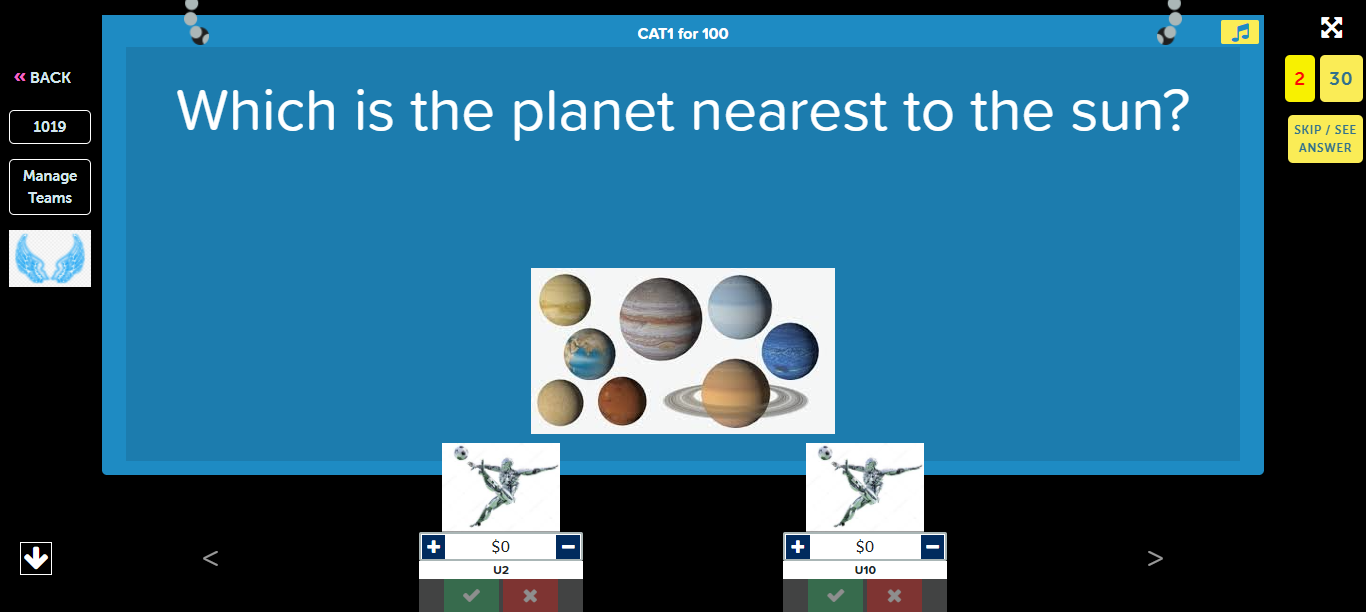 CAT1 for 100
« BACK
1019
Manage
Teams
Which is the planet nearest to the sun?
2
30
SKIP / SEE
ANSWER
<
+ $0 −
U2
+ $0 −
U10
>